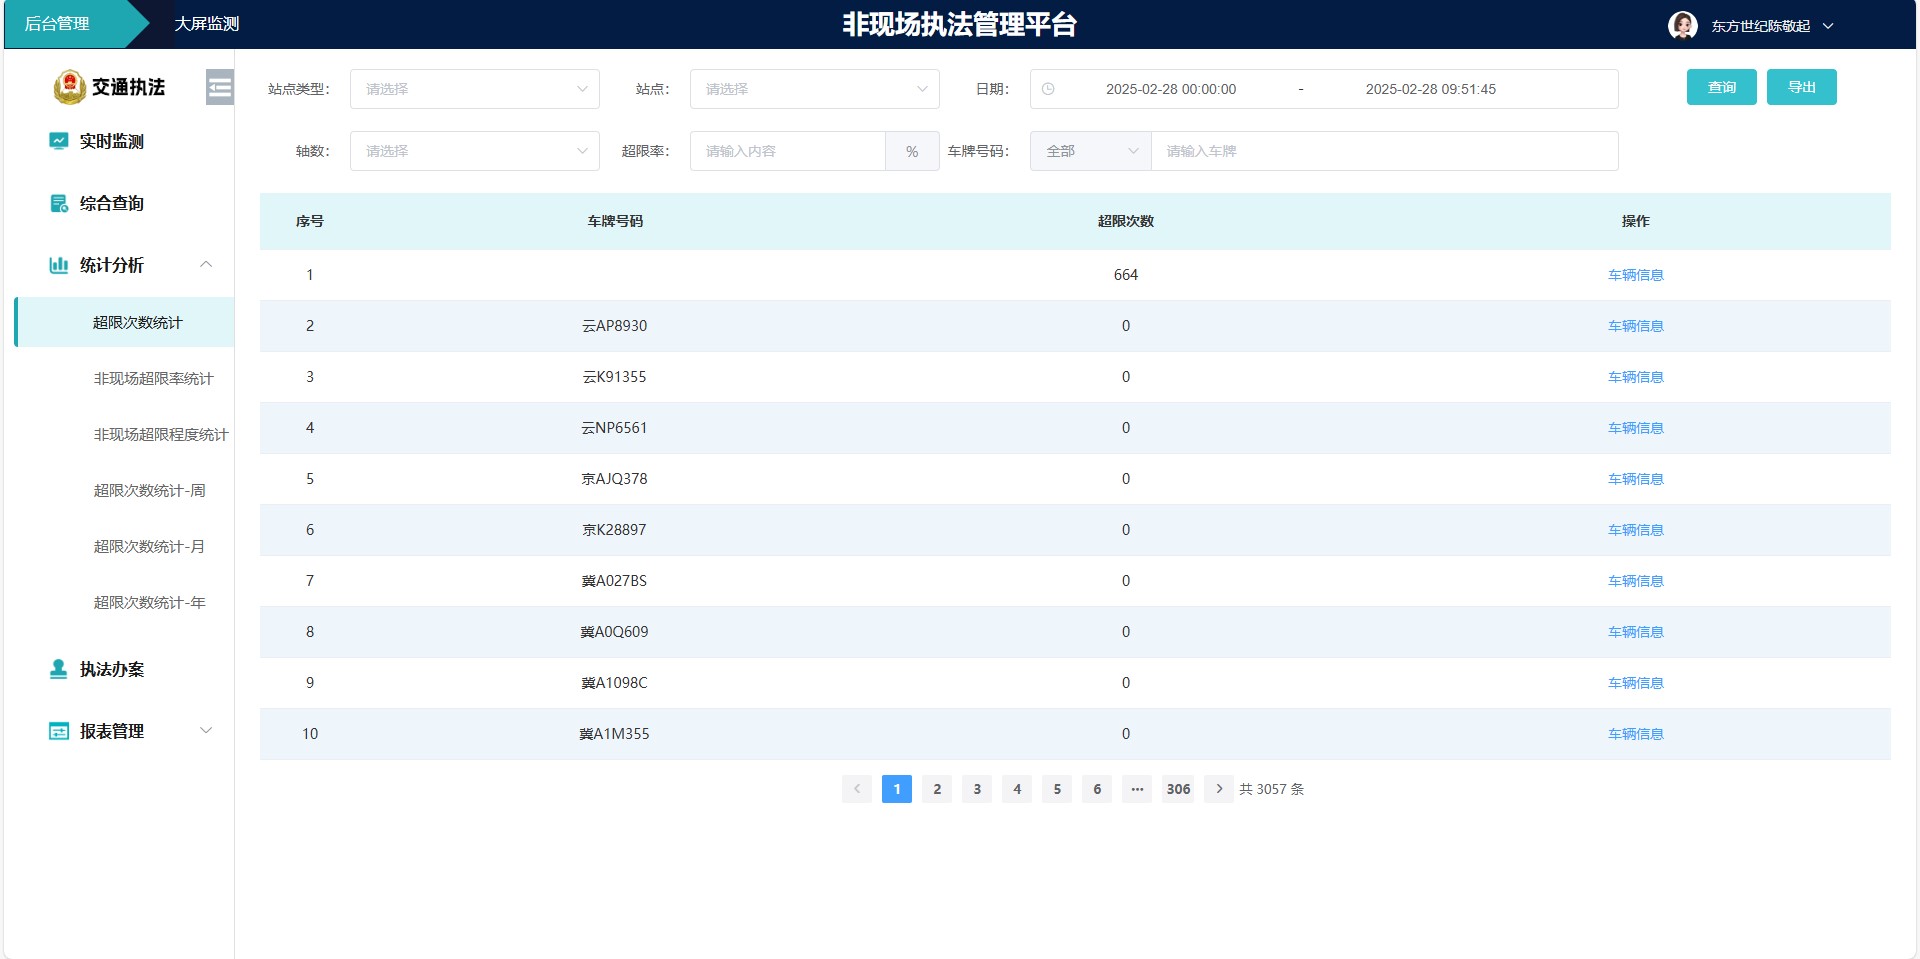 后台管理
大屏监测
非现场执法管理平台
东方世纪陈敬起
交通执法
实时监测
综合查询
统计分析
超限次数统计
非现场超限率统计
非现场超限程度统计
超限次数统计-周
超限次数统计-月
超限次数统计-年
执法办案
报表管理
站点类型： 请选择 站点： 请选择 日期： 2025-02-28 00:00:00 - 2025-02-28 09:51:45 查询 导出
轴数： 请选择 超限率： 请输入内容 % 车牌号码： 全部 请输入车牌
序号 车牌号码 超限次数 操作
1 664 车辆信息
2 云AP8930 0 车辆信息
3 云K91355 0 车辆信息
4 云NP6561 0 车辆信息
5 京AJQ378 0 车辆信息
6 京K28897 0 车辆信息
7 冀A027BS 0 车辆信息
8 冀A0Q609 0 车辆信息
9 冀A1098C 0 车辆信息
10 冀A1M355 0 车辆信息
1 2 3 4 5 6 ··· 306 共 3057 条